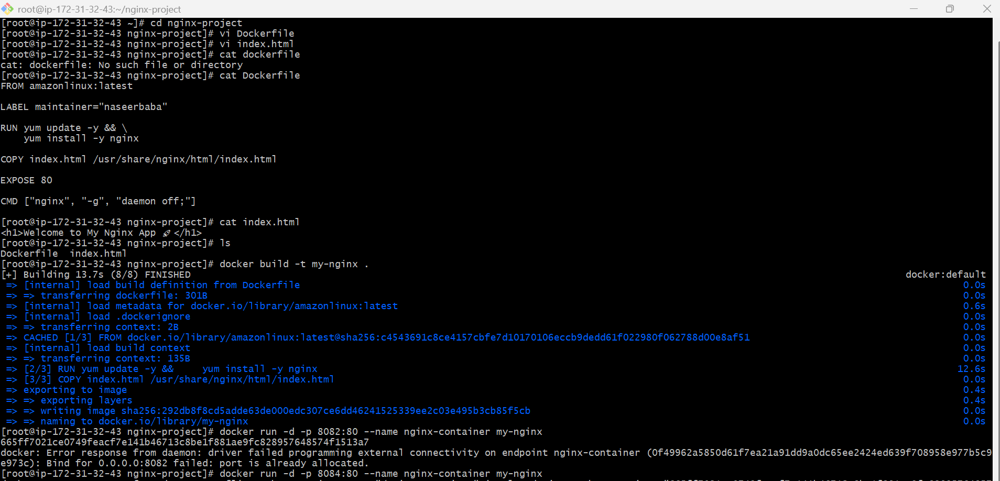 root@ip-172-31-32-43:~/nginx-project
[root@ip-172-31-32-43 ~]# cd nginx-project
[root@ip-172-31-32-43 nginx-project]# vi Dockerfile
[root@ip-172-31-32-43 nginx-project]# vi index.html
[root@ip-172-31-32-43 nginx-project]# cat dockerfile
cat: dockerfile: No such file or directory
[root@ip-172-31-32-43 nginx-project]# cat Dockerfile
FROM amazonlinux:latest
LABEL maintainer="naseerbaba"
RUN yum update -y && \
    yum install -y nginx
COPY index.html /usr/share/nginx/html/index.html
EXPOSE 80
CMD ["nginx", "-g", "daemon off;"]
[root@ip-172-31-32-43 nginx-project]# cat index.html
<h1>Welcome to My Nginx App 🚀</h1>
[root@ip-172-31-32-43 nginx-project]# ls
Dockerfile  index.html
[root@ip-172-31-32-43 nginx-project]# docker build -t my-nginx .
[+] Building 13.7s (8/8) FINISHED docker:default
=> [internal] load build definition from Dockerfile 0.0s
=> => transferring dockerfile: 301B 0.0s
=> [internal] load metadata for docker.io/library/amazonlinux:latest 0.6s
=> [internal] load .dockerignore 0.0s
=> => transferring context: 2B 0.0s
=> CACHED [1/3] FROM docker.io/library/amazonlinux:latest@sha256:c4543691c8ce4157cbfe7d10170106eccb9dedd61f022980f062788d00e8af51 0.0s
=> [internal] load build context 0.0s
=> => transferring context: 135B 0.0s
=> [2/3] RUN yum update -y &&     yum install -y nginx 12.6s
=> [3/3] COPY index.html /usr/share/nginx/html/index.html 0.0s
=> exporting to image 0.4s
=> => exporting layers 0.4s
=> => writing image sha256:292db8f8cd5adde63de000edc307ce6dd46241525339ee2c03e495b3cb85f5cb 0.0s
=> => naming to docker.io/library/my-nginx 0.0s
[root@ip-172-31-32-43 nginx-project]# docker run -d -p 8082:80 --name nginx-container my-nginx
665ff7021ce0749feacf7e141b46713c8be1f881ae9fc828957648574f1513a7
docker: Error response from daemon: driver failed programming external connectivity on endpoint nginx-container (0f49962a5850d61f7ea21a91dd9a0dc65ee2424ed639f708958e977b5c9
e973c): Bind for 0.0.0.0:8082 failed: port is already allocated.
[root@ip-172-31-32-43 nginx-project]# docker run -d -p 8084:80 --name nginx-container my-nginx